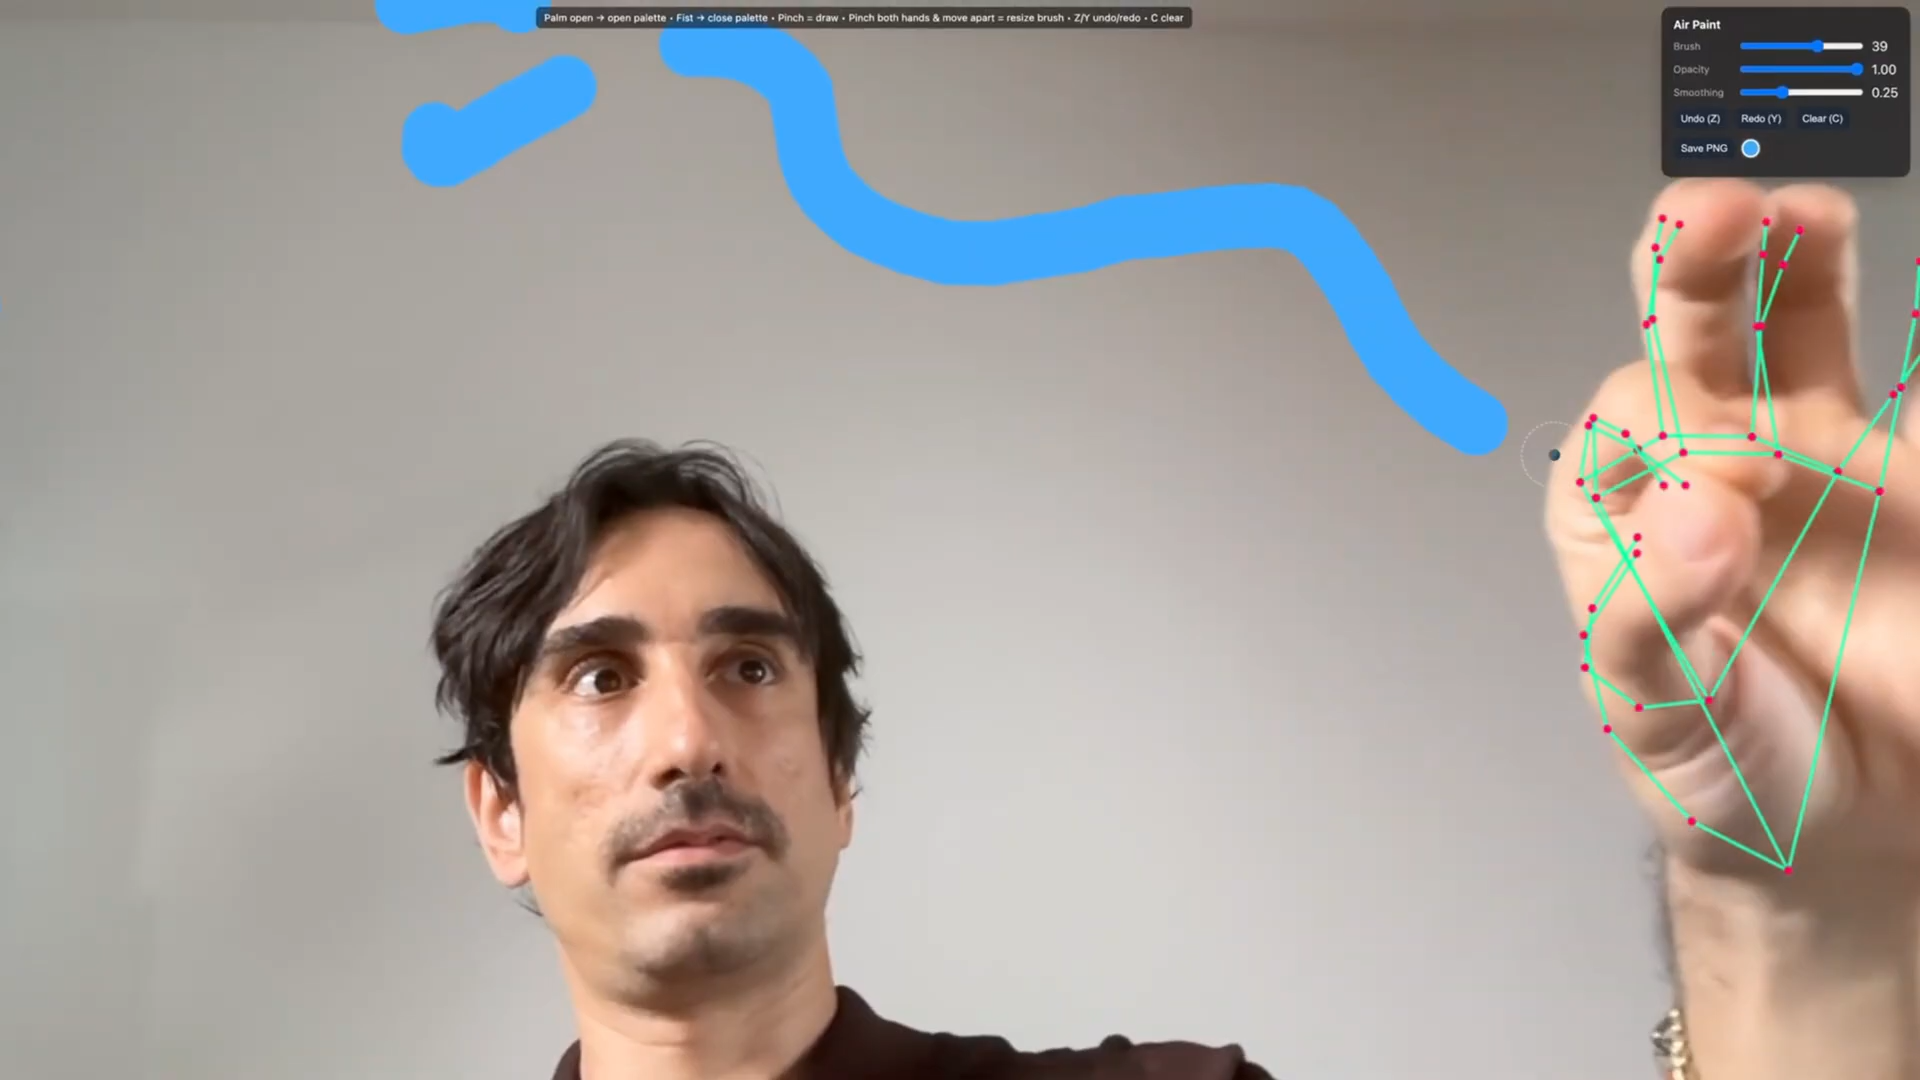 Palm open → open palette • Fist → close palette • Pinch = draw • Pinch both hands & move apart = resize brush • Z/Y undo/redo • C clear
Air Paint
Brush 39
Opacity 1.00
Smoothing 0.25
Undo (Z) Redo (Y) Clear (C)
Save PNG